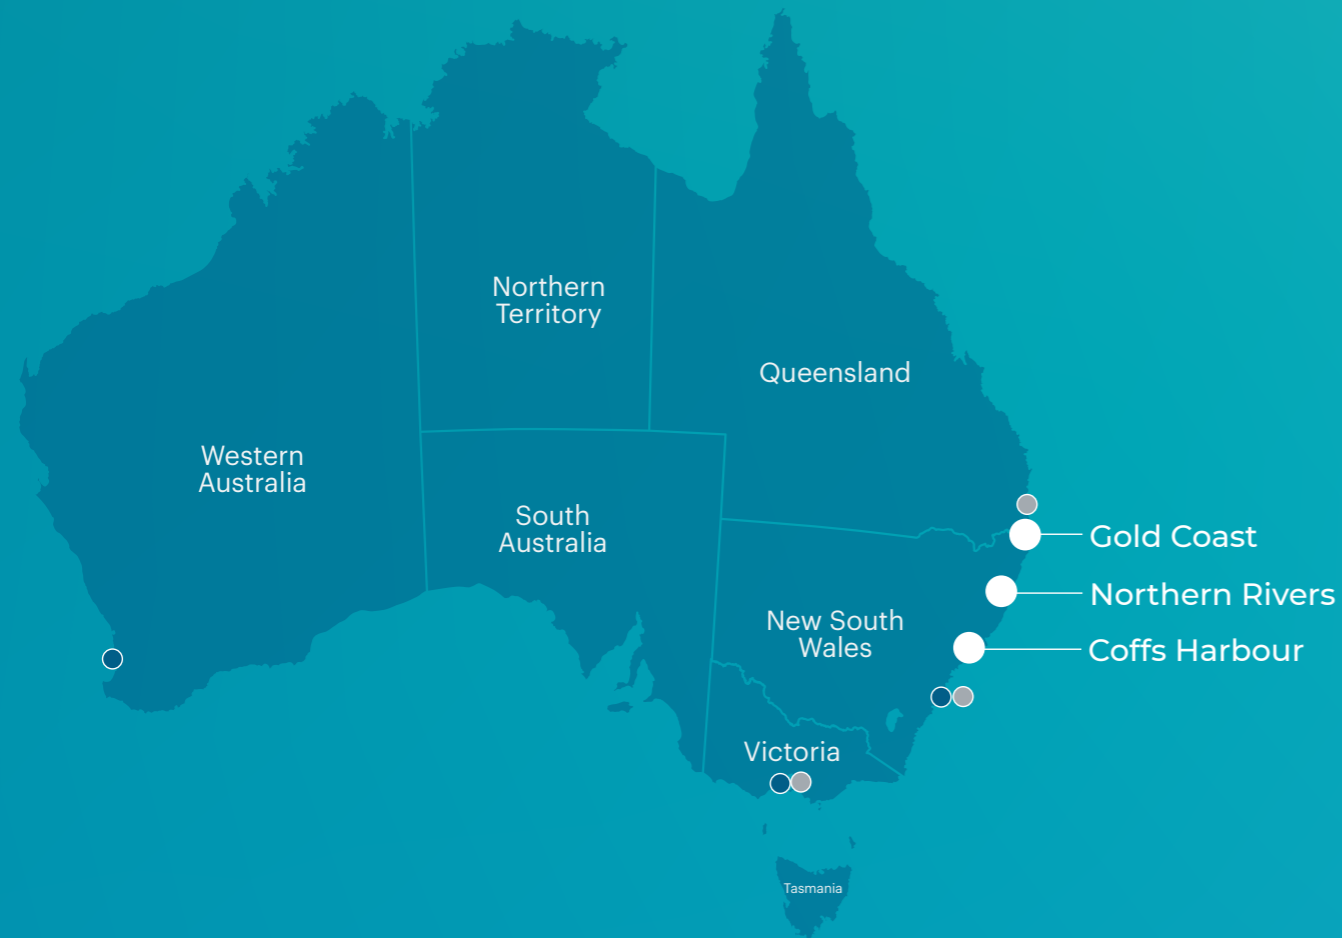 Northern
Territory
Queensland
Western
Australia
South
Australia
Gold Coast
Northern Rivers
New South
Wales
Coffs Harbour
Victoria
Tasmania